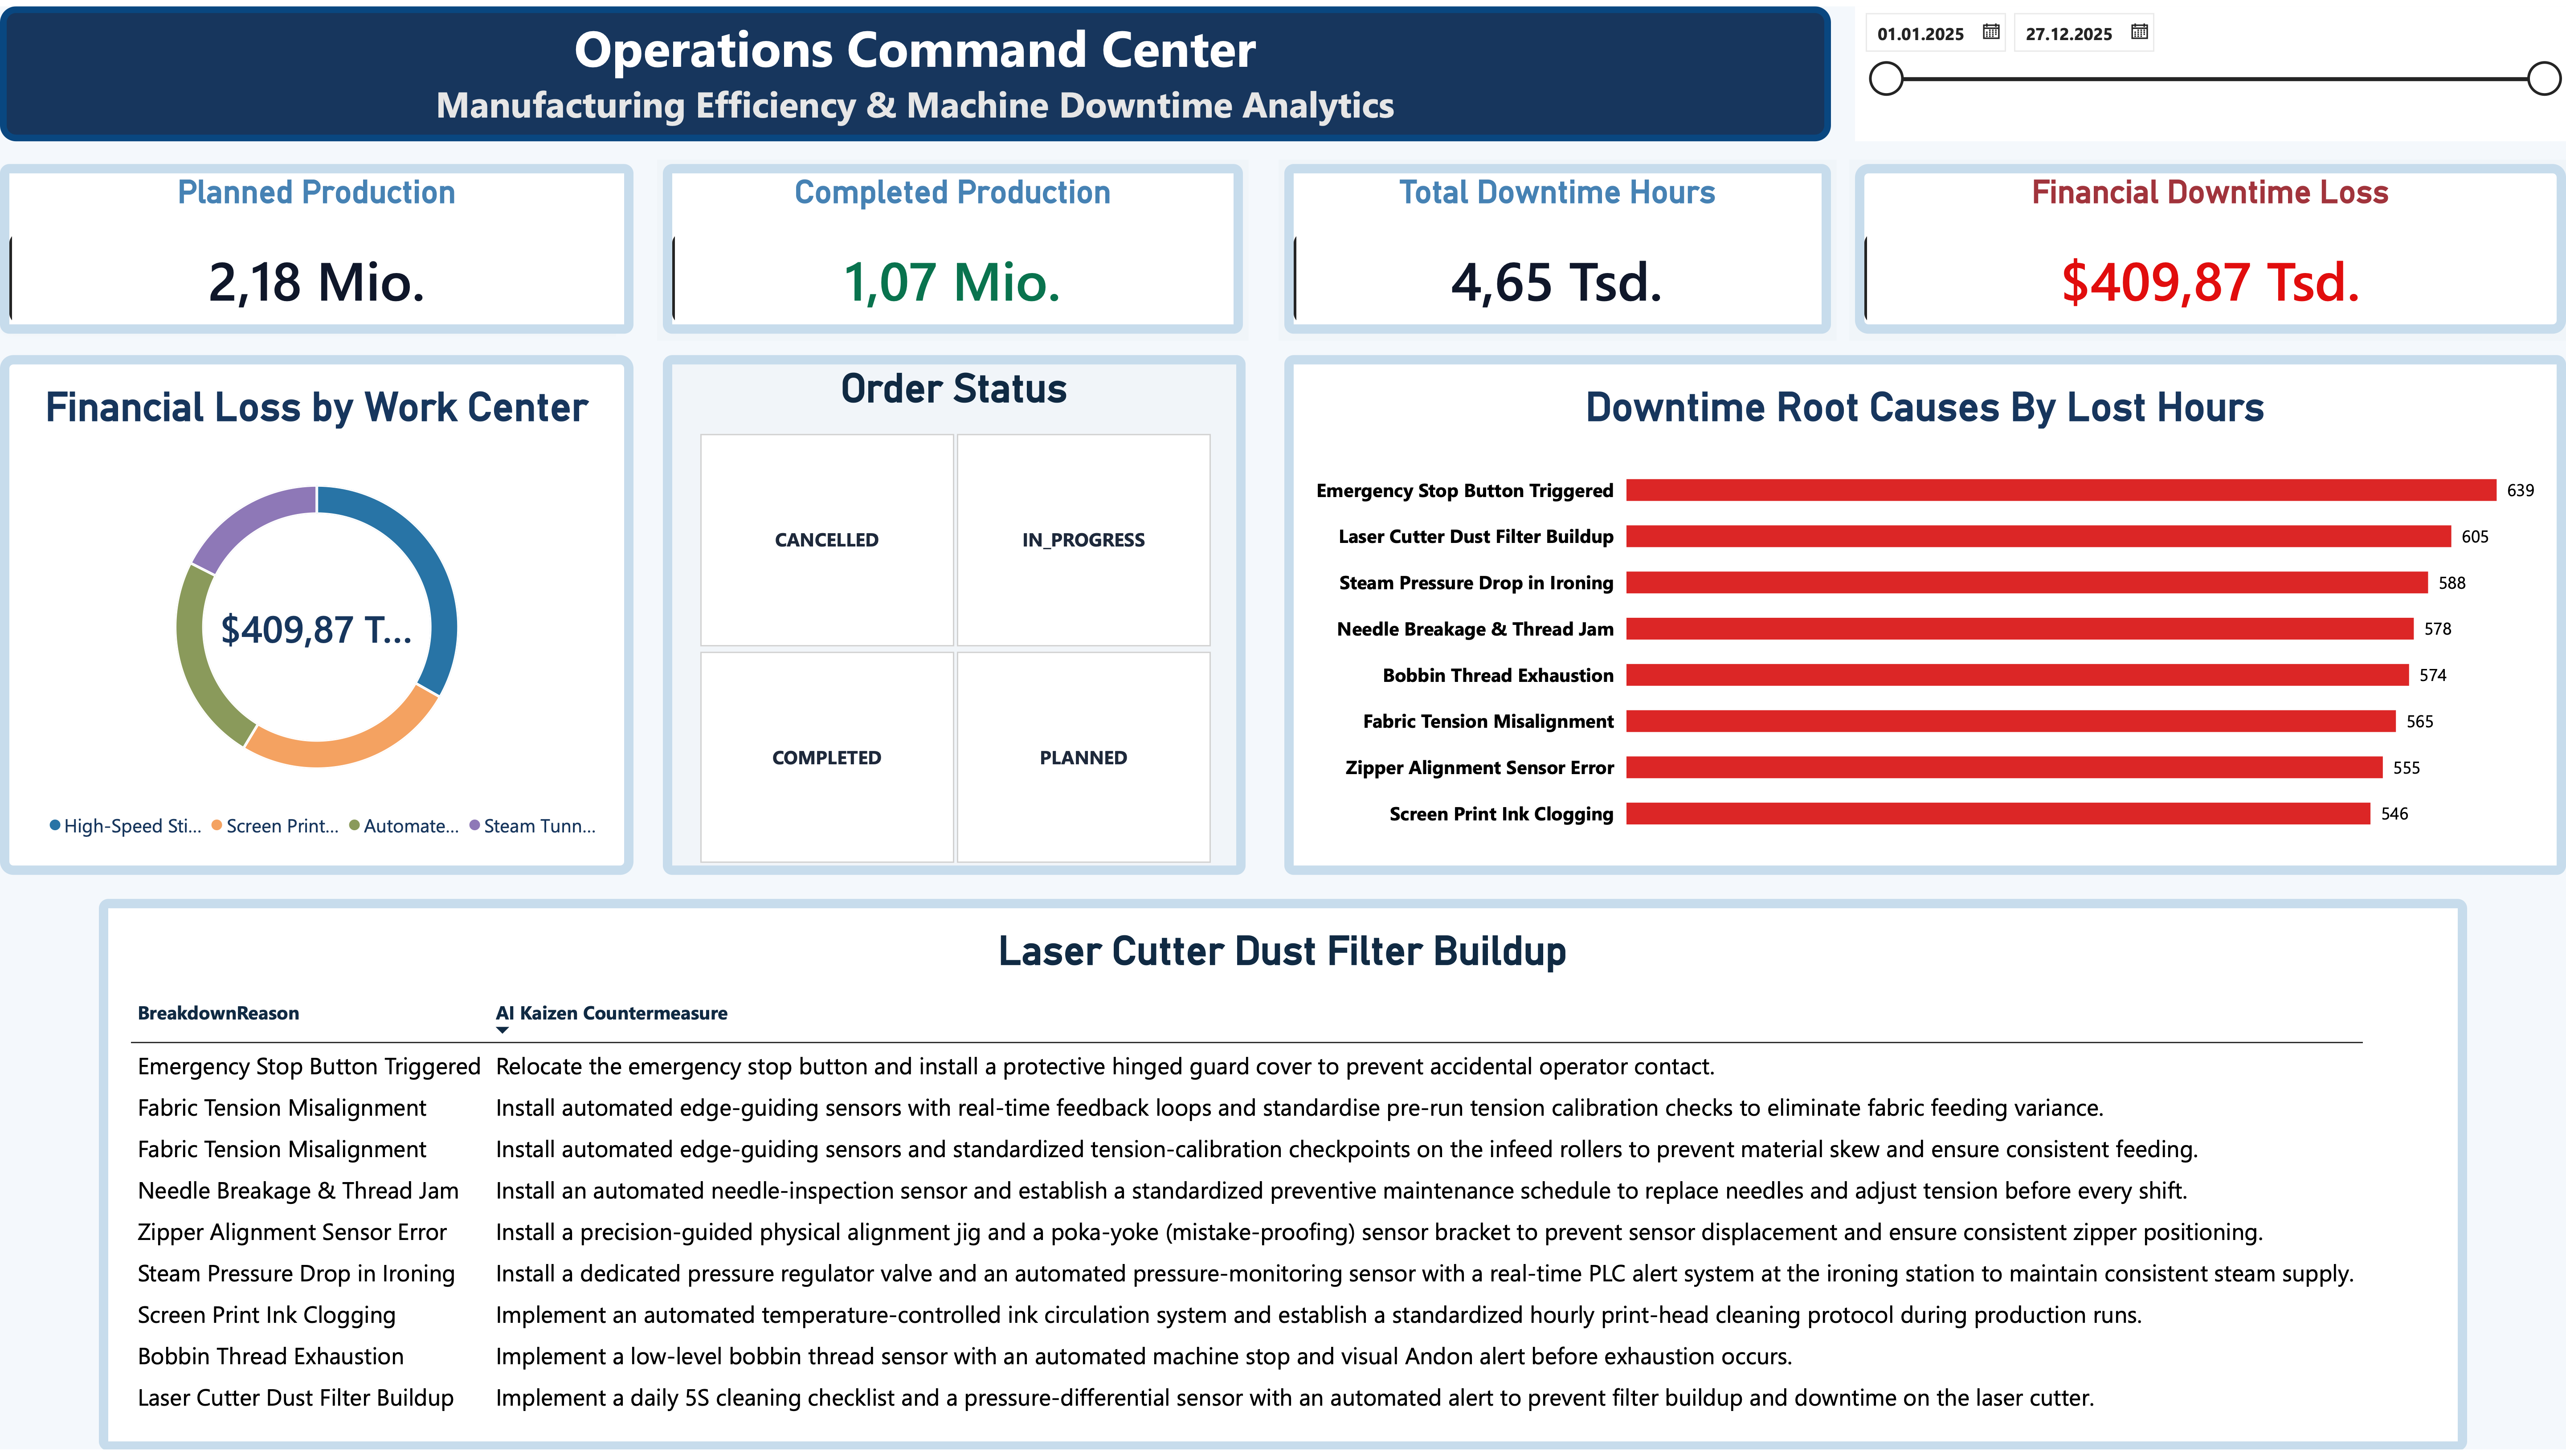 Operations Command Center
Manufacturing Efficiency & Machine Downtime Analytics
01.01.2025
27.12.2025
Planned Production
2,18 Mio.
Completed Production
1,07 Mio.
Total Downtime Hours
4,65 Tsd.
Financial Downtime Loss
$409,87 Tsd.
Financial Loss by Work Center
$409,87 T...
High-Speed Sti... Screen Print... Automate... Steam Tunn...
Order Status
CANCELLED
IN_PROGRESS
COMPLETED
PLANNED
Downtime Root Causes By Lost Hours
Emergency Stop Button Triggered 639
Laser Cutter Dust Filter Buildup 605
Steam Pressure Drop in Ironing 588
Needle Breakage & Thread Jam 578
Bobbin Thread Exhaustion 574
Fabric Tension Misalignment 565
Zipper Alignment Sensor Error 555
Screen Print Ink Clogging 546
Laser Cutter Dust Filter Buildup
BreakdownReason AI Kaizen Countermeasure
Emergency Stop Button Triggered Relocate the emergency stop button and install a protective hinged guard cover to prevent accidental operator contact.
Fabric Tension Misalignment Install automated edge-guiding sensors with real-time feedback loops and standardise pre-run tension calibration checks to eliminate fabric feeding variance.
Fabric Tension Misalignment Install automated edge-guiding sensors and standardized tension-calibration checkpoints on the infeed rollers to prevent material skew and ensure consistent feeding.
Needle Breakage & Thread Jam Install an automated needle-inspection sensor and establish a standardized preventive maintenance schedule to replace needles and adjust tension before every shift.
Zipper Alignment Sensor Error Install a precision-guided physical alignment jig and a poka-yoke (mistake-proofing) sensor bracket to prevent sensor displacement and ensure consistent zipper positioning.
Steam Pressure Drop in Ironing Install a dedicated pressure regulator valve and an automated pressure-monitoring sensor with a real-time PLC alert system at the ironing station to maintain consistent steam supply.
Screen Print Ink Clogging Implement an automated temperature-controlled ink circulation system and establish a standardized hourly print-head cleaning protocol during production runs.
Bobbin Thread Exhaustion Implement a low-level bobbin thread sensor with an automated machine stop and visual Andon alert before exhaustion occurs.
Laser Cutter Dust Filter Buildup Implement a daily 5S cleaning checklist and a pressure-differential sensor with an automated alert to prevent filter buildup and downtime on the laser cutter.